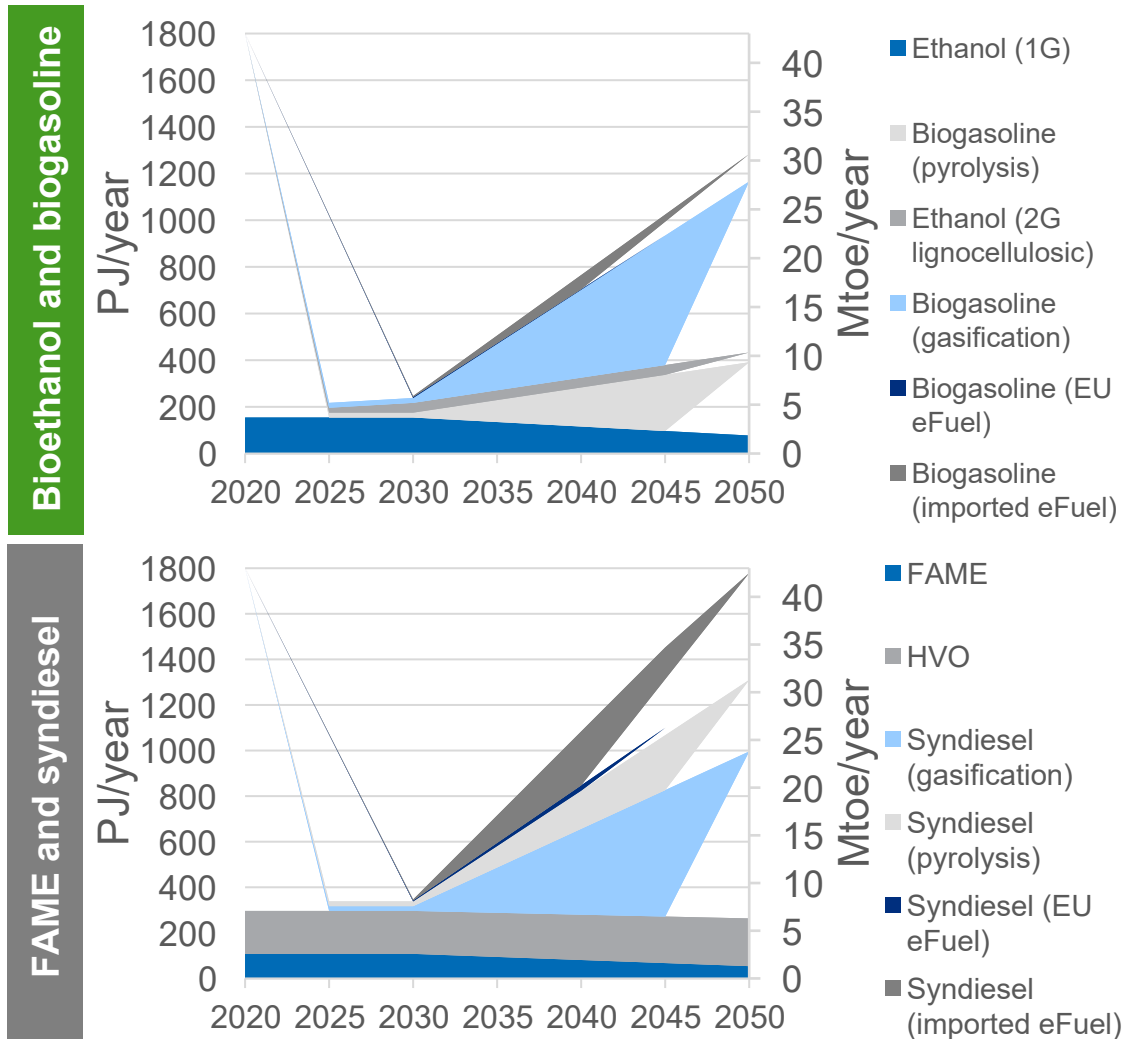 Bioethanol and biogasoline
PJ/year
1800
1600
1400
1200
1000
800
600
400
200
0
2020 2025 2030 2035 2040 2045 2050
40
35
30
25
20
15
10
5
0
Mtoe/year
Ethanol (1G)
Biogasoline
(pyrolysis)
Ethanol (2G
lignocellulosic)
Biogasoline
(gasification)
Biogasoline (EU
eFuel)
Biogasoline
(imported eFuel)
FAME and syndiesel
PJ/year
1800
1600
1400
1200
1000
800
600
400
200
0
2020 2025 2030 2035 2040 2045 2050
40
35
30
25
20
15
10
5
0
Mtoe/year
FAME
HVO
Syndiesel
(gasification)
Syndiesel
(pyrolysis)
Syndiesel (EU
eFuel)
Syndiesel
(imported eFuel)